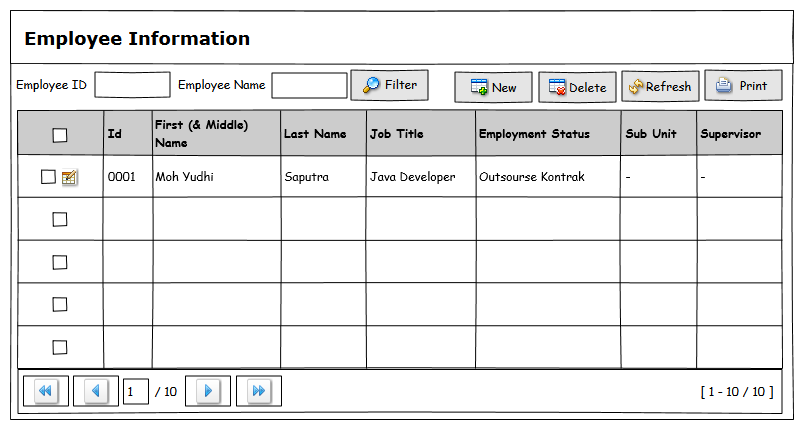 Employee Information
Employee ID Employee Name Filter New Delete Refresh Print
Id First (& Middle) Name Last Name Job Title Employment Status Sub Unit Supervisor
0001 Moh Yudhi Saputra Java Developer Outsourse Kontrak - -
1 / 10 [ 1 - 10 / 10 ]